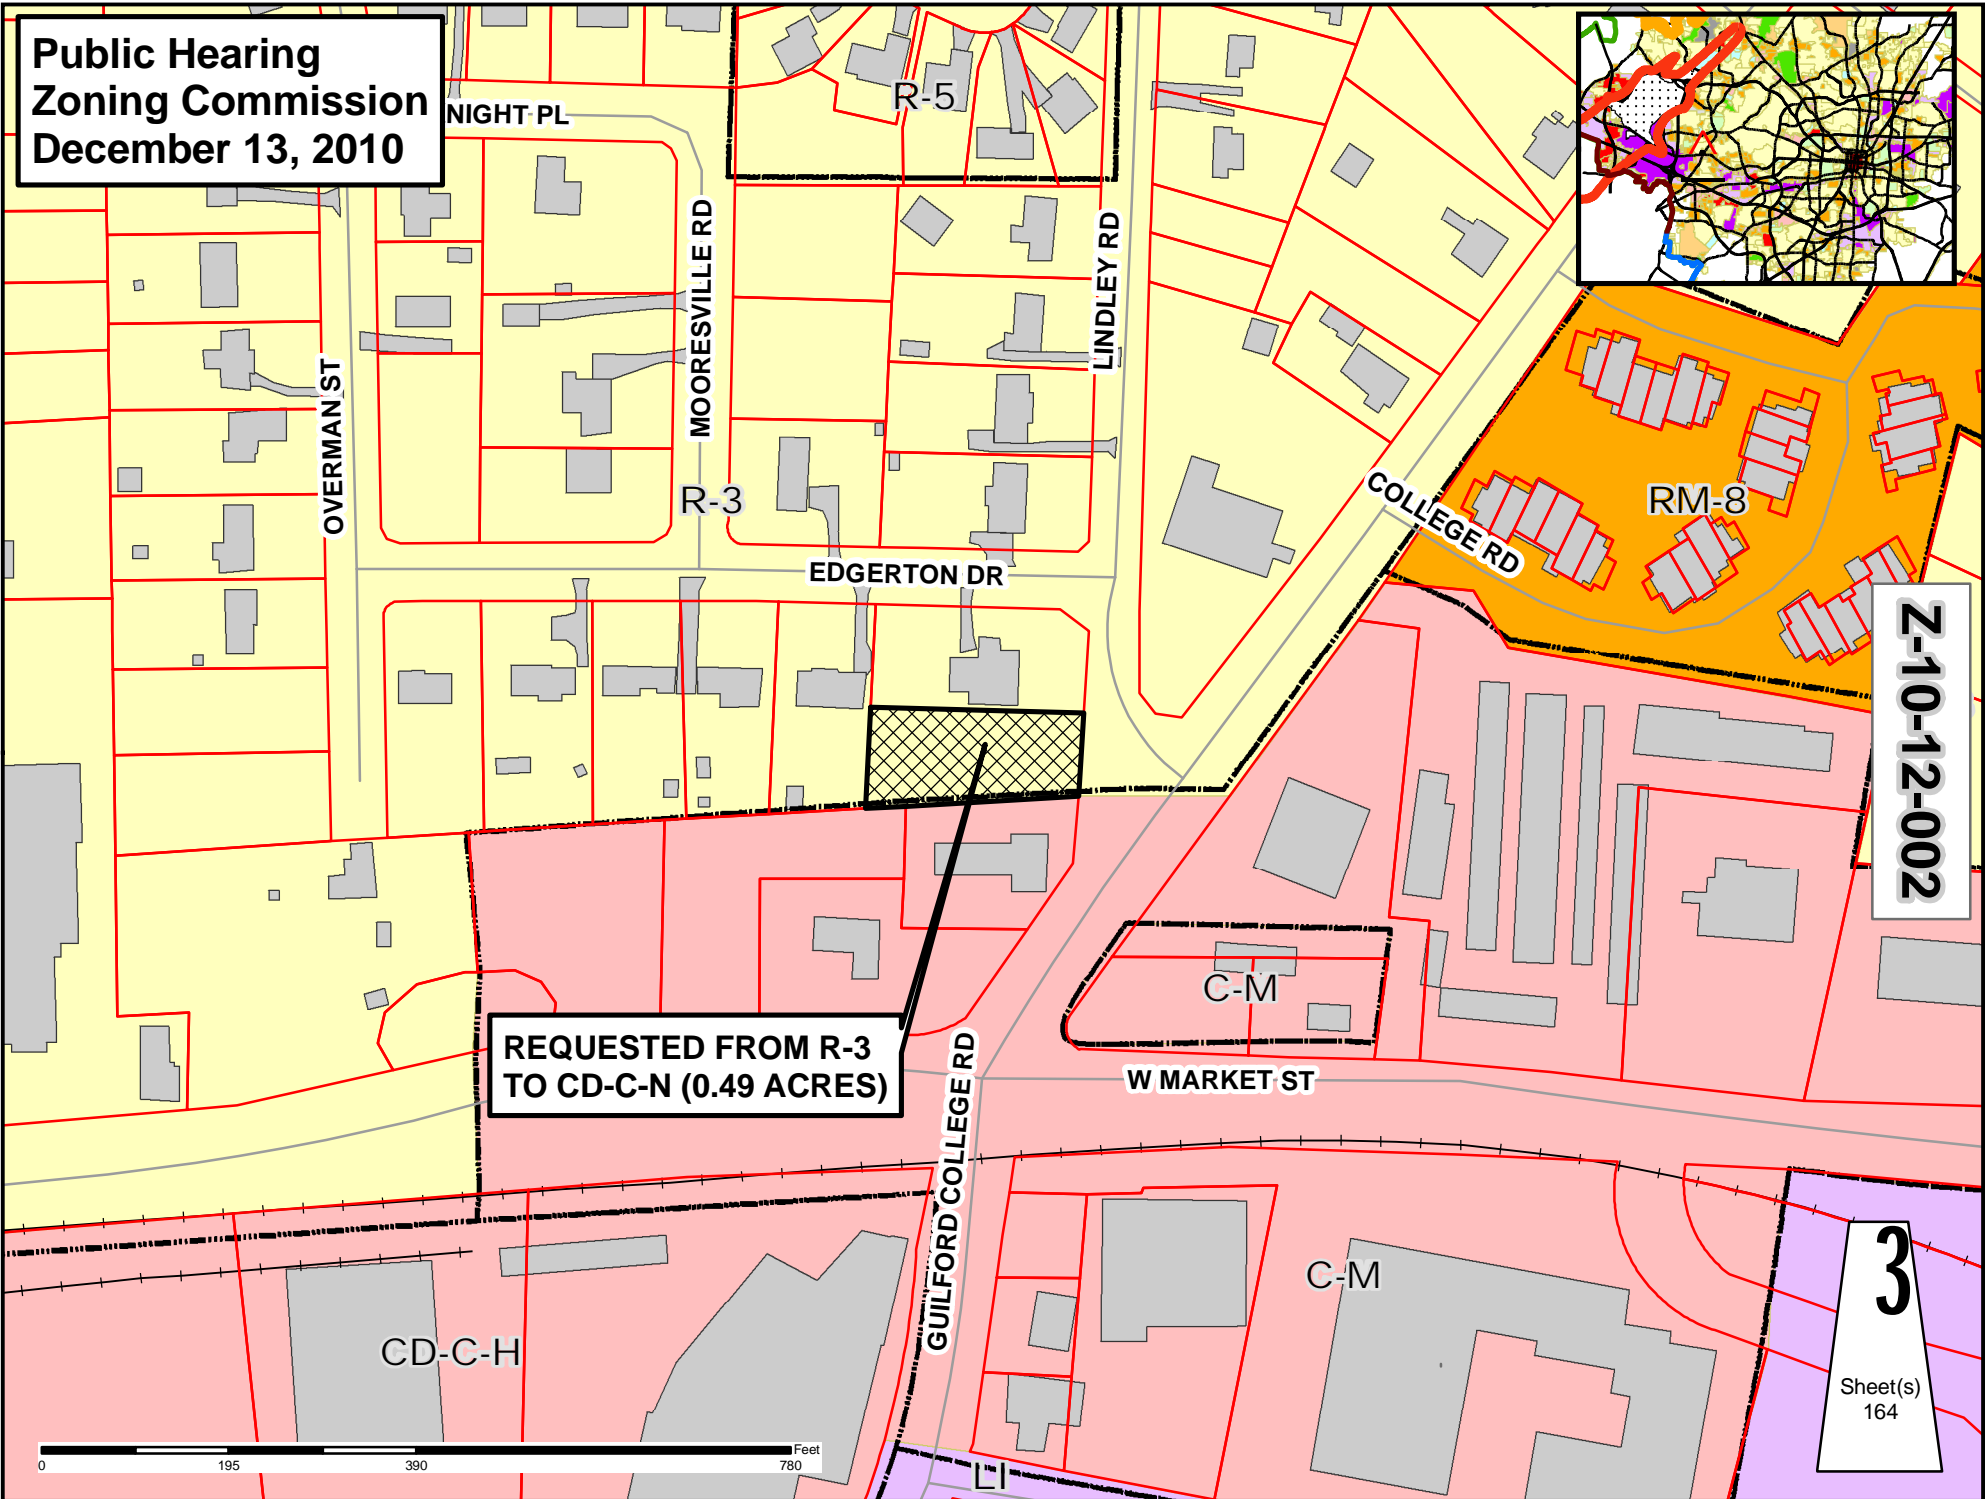 Public Hearing
Zoning Commission
December 13, 2010
NIGHT PL
R-5
MOORESVILLE RD
LINDLEY RD
OVERMAN ST
R-3
COLLEGE RD
RM-8
EDGERTON DR
Z-10-12-002
C-M
REQUESTED FROM R-3
TO CD-C-N (0.49 ACRES)
W MARKET ST
GUILFORD COLLEGE RD
C-M
CD-C-H
3
Sheet(s)
164
LI
Feet
0 195 390 780